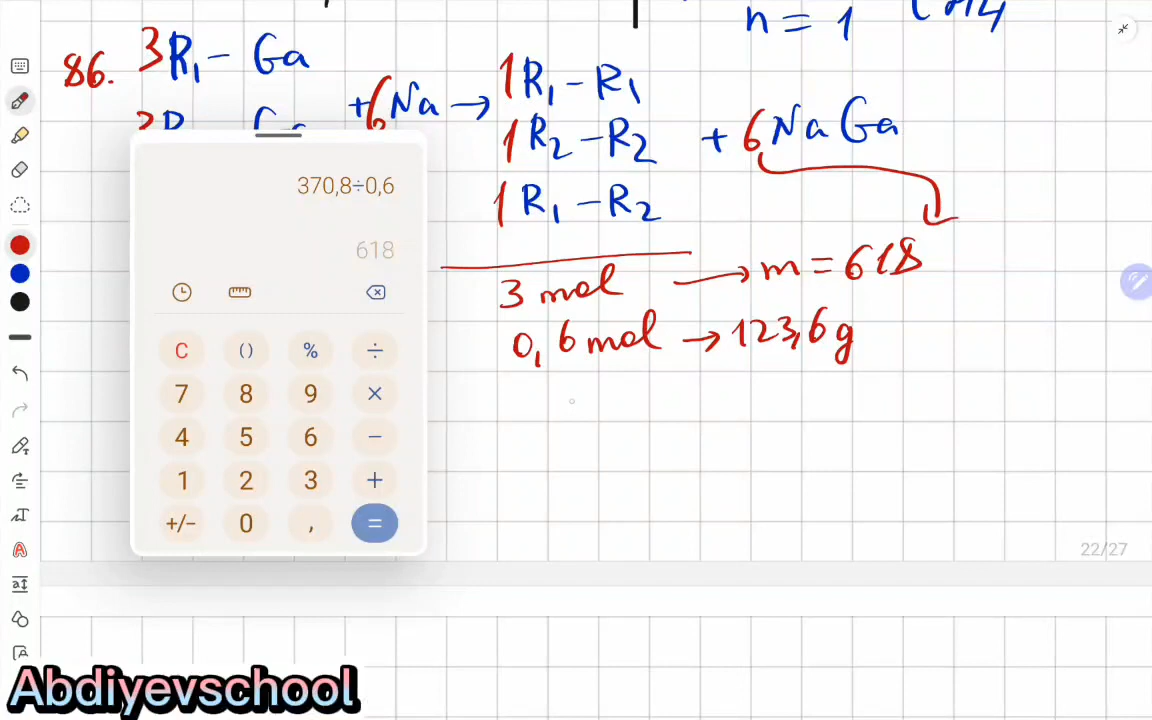 n = 1
86. 3R₁ - Ga
+6Na → 1R₁ - R₁
1R₂ - R₂ + 6NaGa
1R₁ - R₂
3 mol → m = 618
0,6 mol → 123,6 g
370,8÷0,6
618
C () % ÷
7 8 9 ×
4 5 6 −
1 2 3 +
+/− 0 , =
22/27
Abdiyevschool